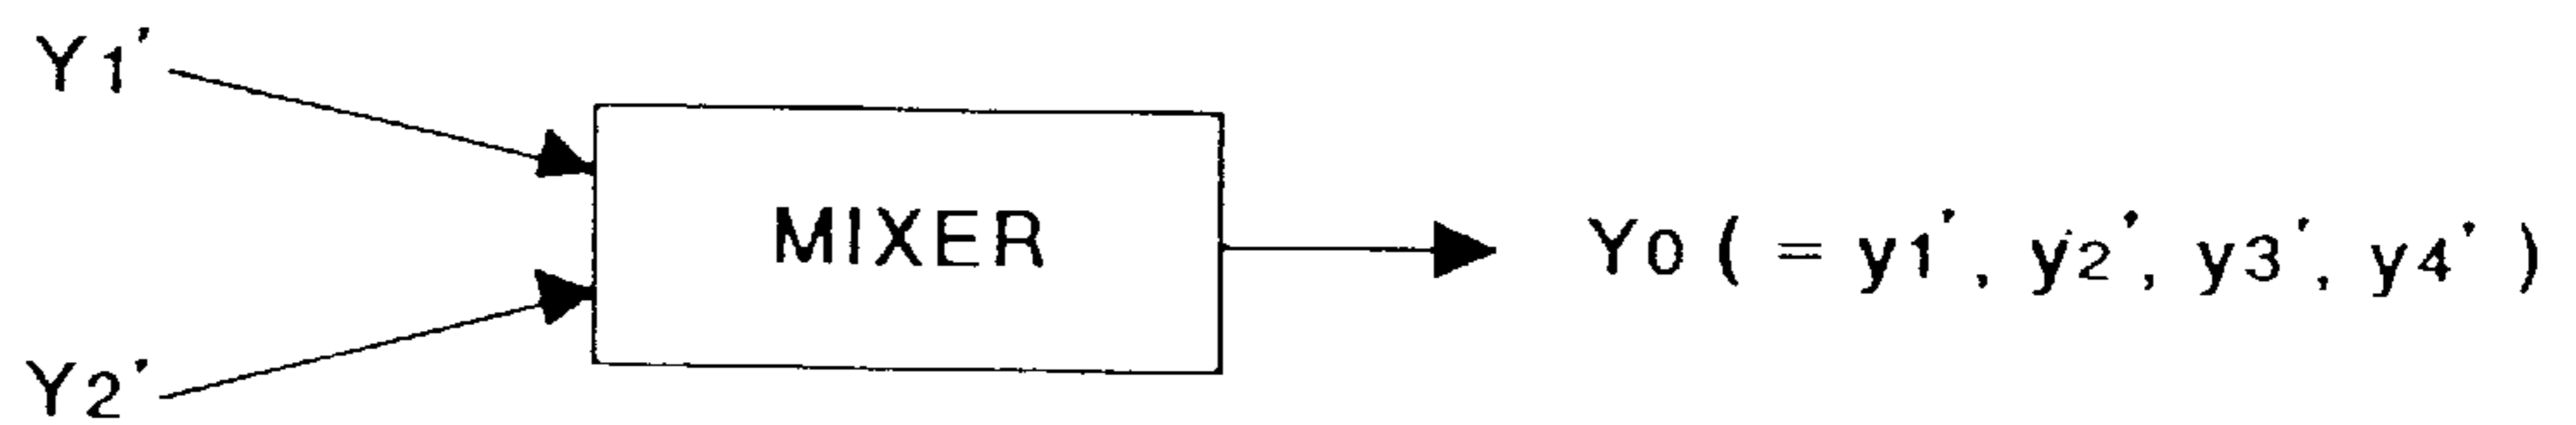 Y1'
MIXER
Y0 ( = y1', y2', y3', y4' )
Y2'